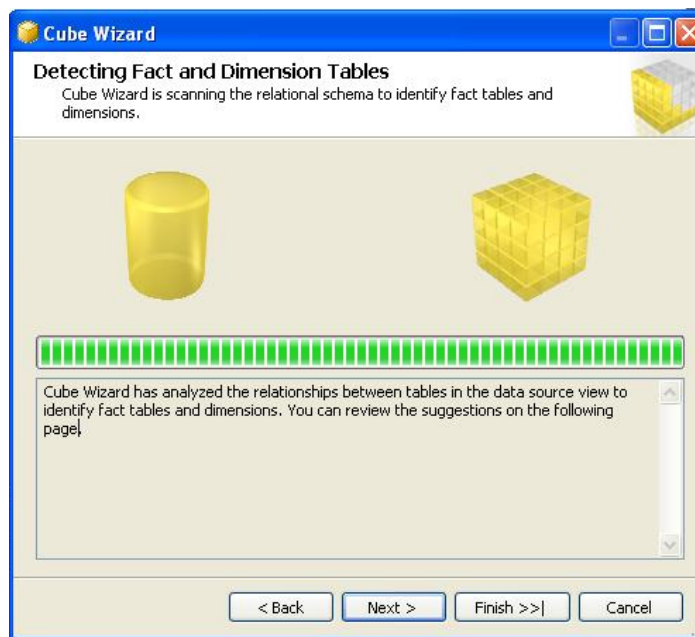 Cube Wizard
Detecting Fact and Dimension Tables
Cube Wizard is scanning the relational schema to identify fact tables and
dimensions.
Cube Wizard has analyzed the relationships between tables in the data source view to
identify fact tables and dimensions. You can review the suggestions on the following
page.
< Back
Next >
Finish >>|
Cancel